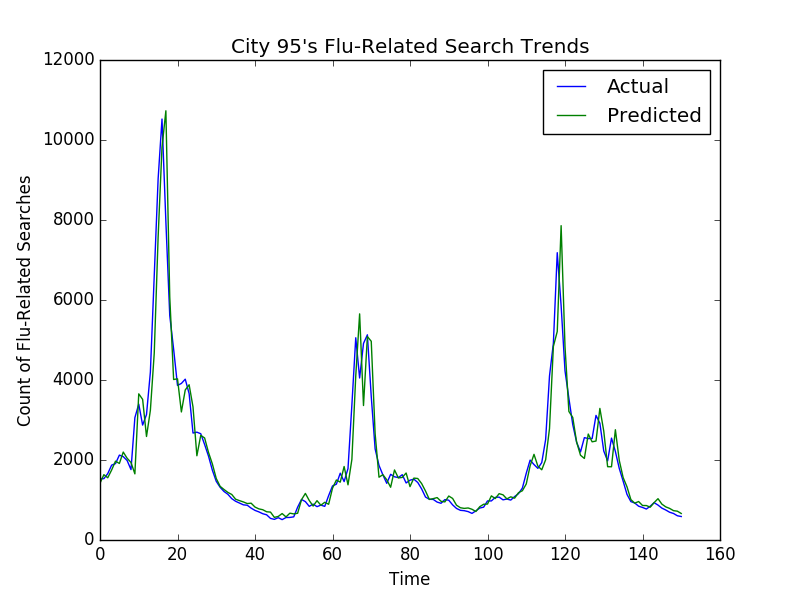 City 95's Flu-Related Search Trends
Actual
Predicted
12000
10000
8000
6000
4000
2000
0
Count of Flu-Related Searches
0 20 40 60 80 100 120 140 160
Time